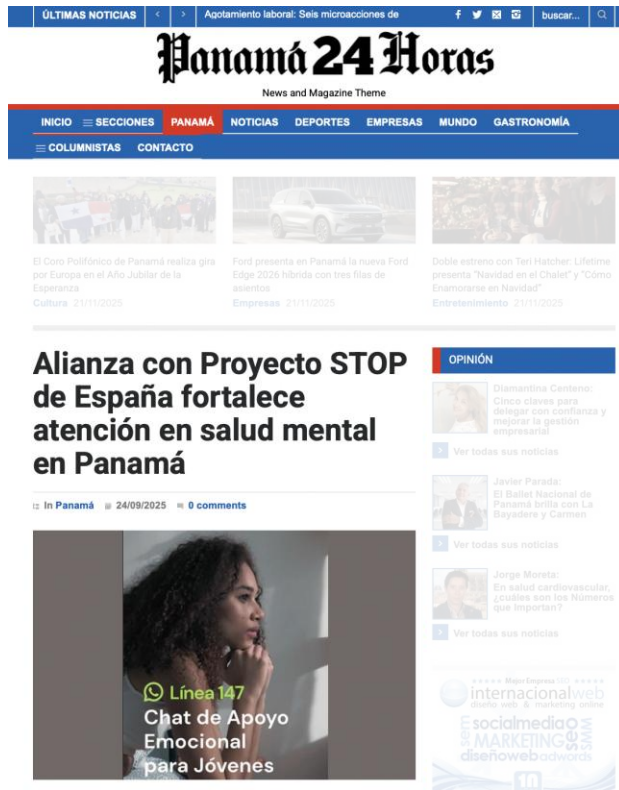 ÚLTIMAS NOTICIAS
Agotamiento laboral: Seis microacciones de
buscar...
Panamá 24 Horas
News and Magazine Theme
INICIO SECCIONES PANAMÁ NOTICIAS DEPORTES EMPRESAS MUNDO GASTRONOMÍA
COLUMNISTAS CONTACTO
El Coro Polifónico de Panamá realiza gira
por Europa en el Año Jubilar de la
Esperanza
Cultura 21/11/2025
Ford presenta en Panamá la nueva Ford
Edge 2026 híbrida con tres filas de
asientos
Empresas 21/11/2025
Doble estreno con Teri Hatcher: Lifetime
presenta "Navidad en el Chalet" y "Cómo
Enamorarse en Navidad"
Entretenimiento 21/11/2025
Alianza con Proyecto STOP
de España fortalece
atención en salud mental
en Panamá
In Panamá 24/09/2025 0 comments
Línea 147
Chat de Apoyo
Emocional
para Jóvenes
OPINIÓN
Diamantina Centeno:
Cinco claves para
delegar con confianza y
mejorar la gestión
empresarial
Ver todas sus noticias
Javier Parada:
El Ballet Nacional de
Panamá brilla con La
Bayadere y Carmen
Ver todas sus noticias
Jorge Moreta:
En salud cardiovascular,
¿cuáles son los Números
que importan?
Ver todas sus noticias
internacionalweb
diseño web & marketing online
sem socialmedia
MARKETING seo SMM
diseñoweb adwords
10